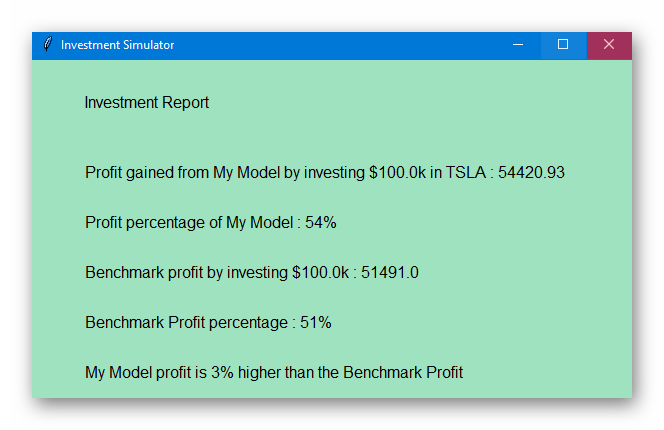 Investment Simulator
Investment Report
Profit gained from My Model by investing $100.0k in TSLA : 54420.93
Profit percentage of My Model : 54%
Benchmark profit by investing $100.0k : 51491.0
Benchmark Profit percentage : 51%
My Model profit is 3% higher than the Benchmark Profit